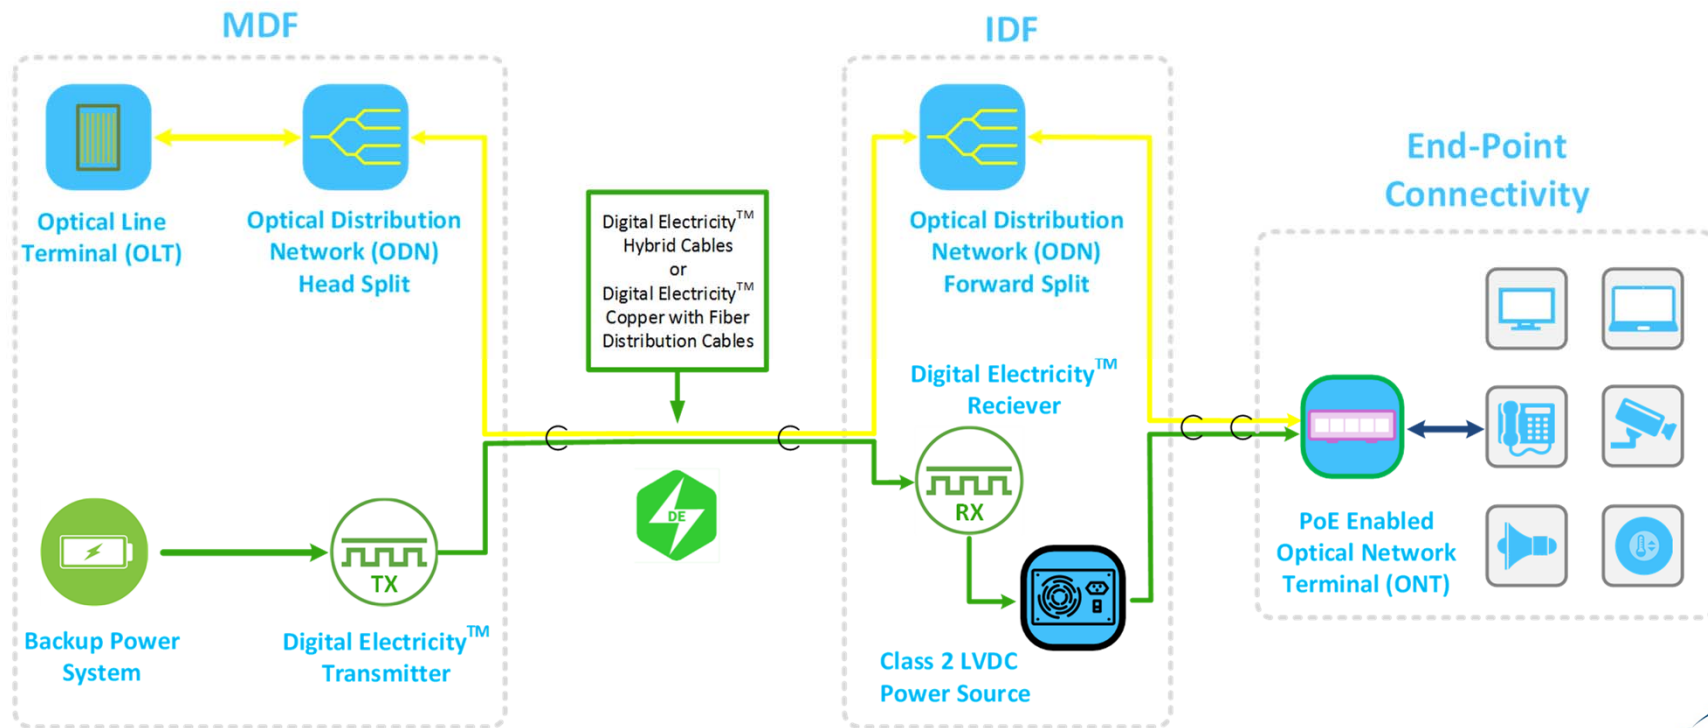 MDF
Optical Line
Terminal (OLT)
Optical Distribution
Network (ODN)
Head Split
Backup Power
System
TX
Digital Electricity™
Transmitter
Digital Electricity™
Hybrid Cables
or
Digital Electricity™
Copper with Fiber
Distribution Cables
DE
IDF
Optical Distribution
Network (ODN)
Forward Split
Digital Electricity™
Reciever
RX
Class 2 LVDC
Power Source
End-Point
Connectivity
PoE Enabled
Optical Network
Terminal (ONT)